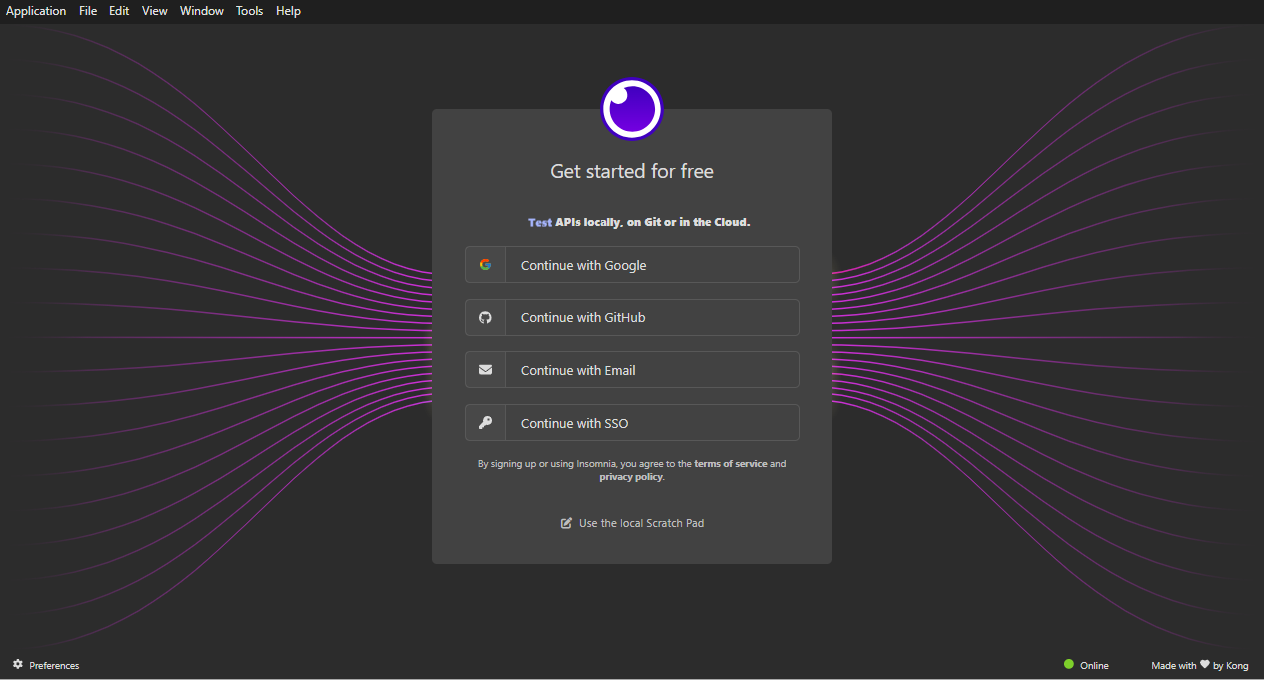 Application File Edit View Window Tools Help
Get started for free
Test APIs locally, on Git or in the Cloud.
Continue with Google
Continue with GitHub
Continue with Email
Continue with SSO
By signing up or using Insomnia, you agree to the terms of service and
privacy policy.
Use the local Scratch Pad
Preferences
Online
Made with ❤ by Kong